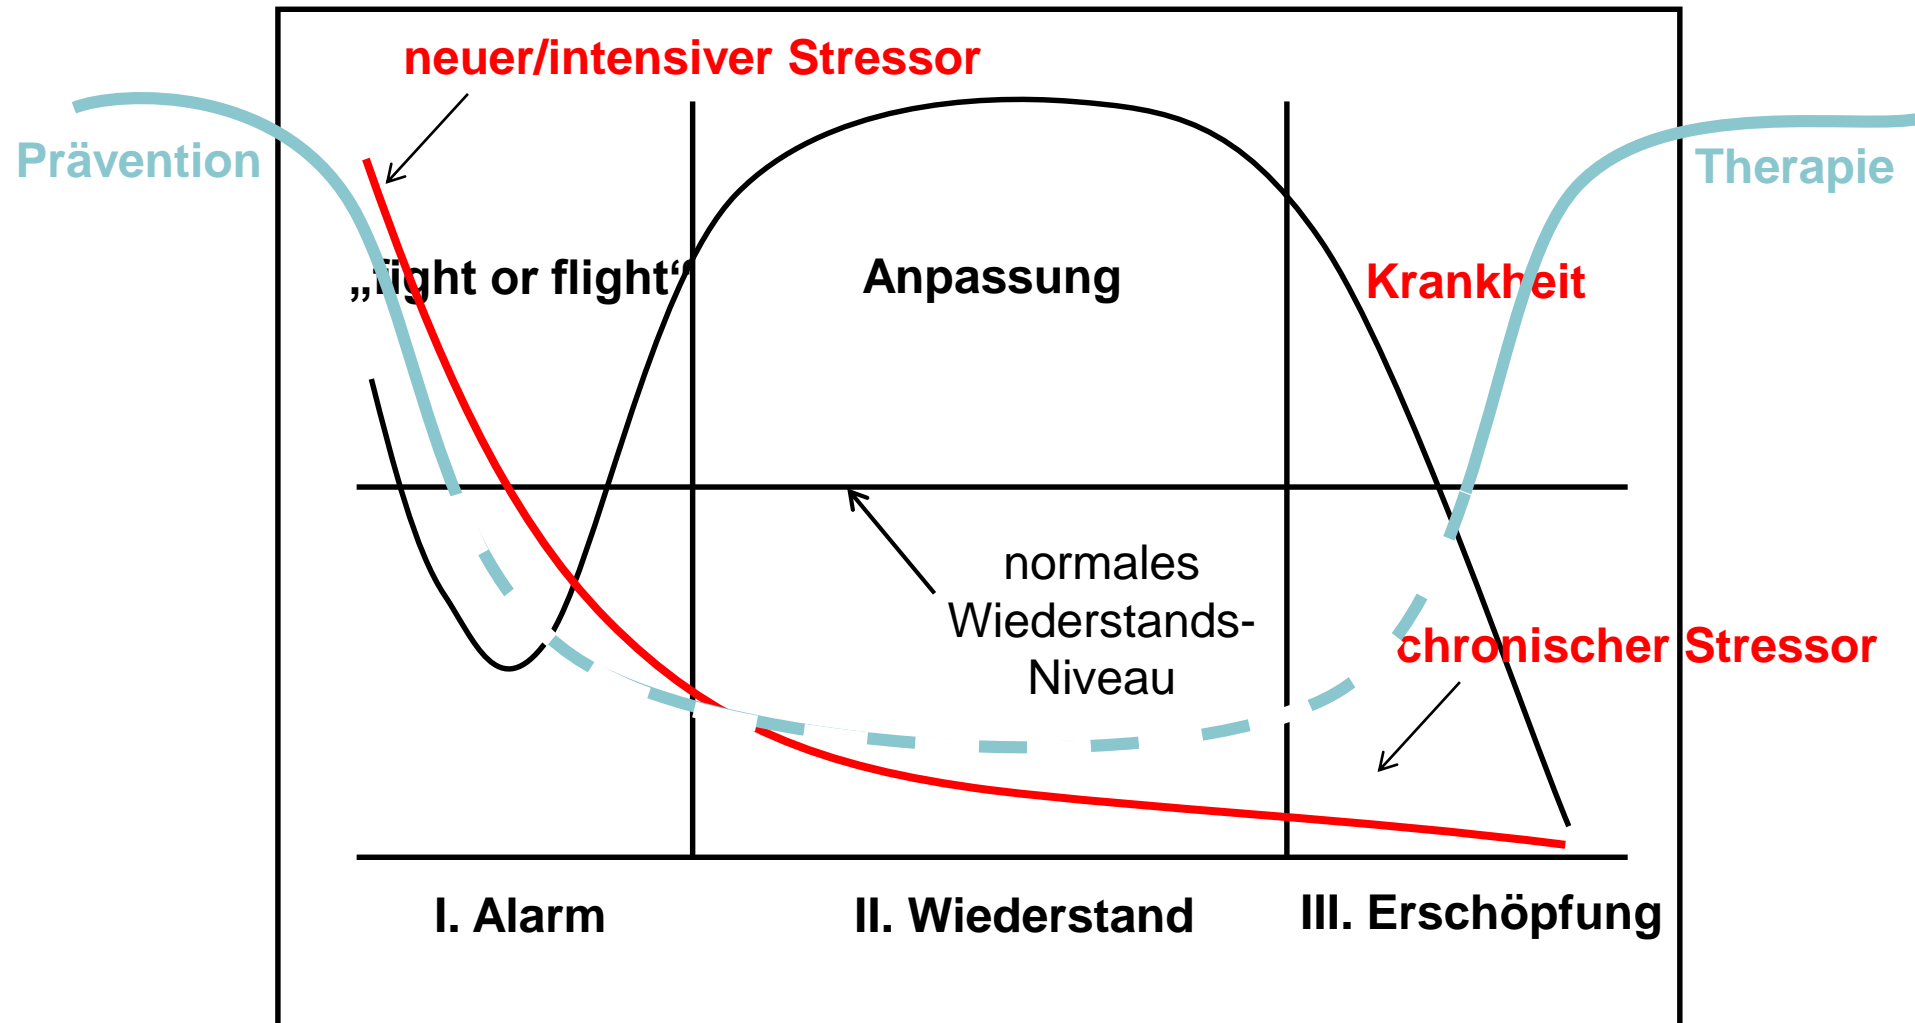 neuer/intensiver Stressor
Prävention
Therapie
„fight or flight“
Anpassung
Krankheit
normales
Wiederstands-
Niveau
chronischer Stressor
I. Alarm
II. Wiederstand
III. Erschöpfung